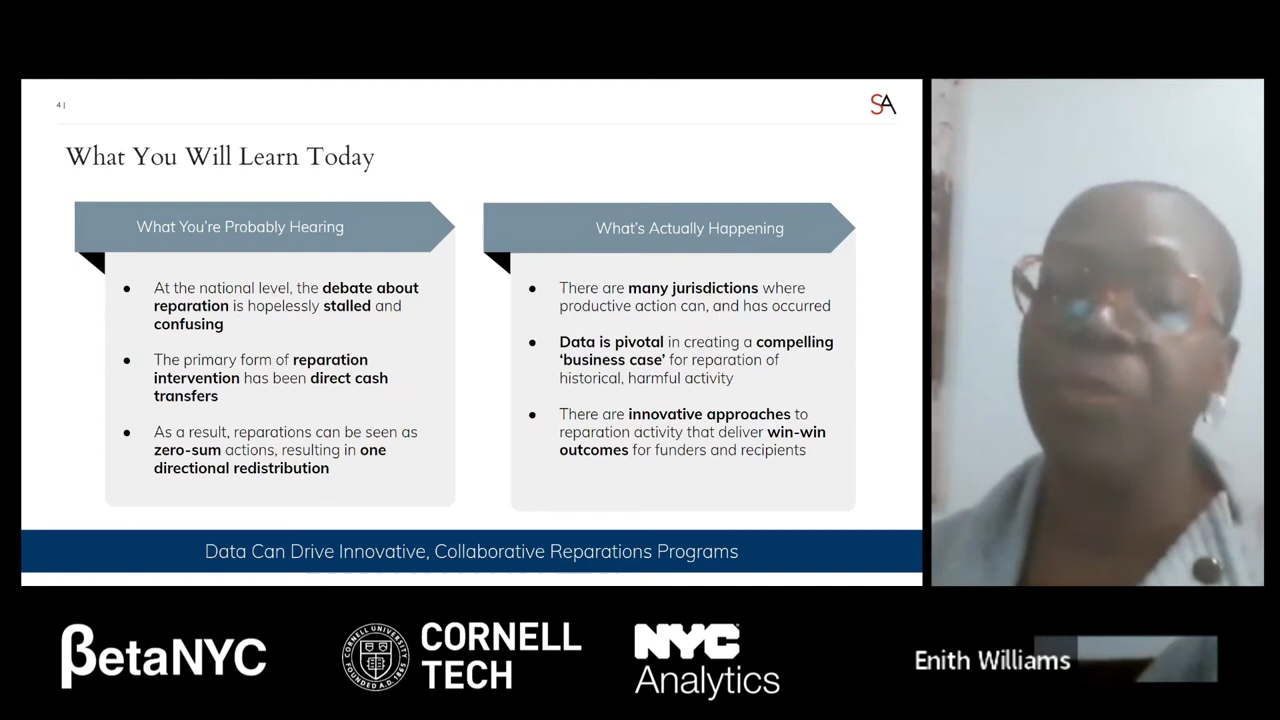 4 |
SA
What You Will Learn Today
What You're Probably Hearing
● At the national level, the debate about
reparation is hopelessly stalled and
confusing
● The primary form of reparation
intervention has been direct cash
transfers
● As a result, reparations can be seen as
zero-sum actions, resulting in one
directional redistribution
What's Actually Happening
● There are many jurisdictions where
productive action can, and has occurred
● Data is pivotal in creating a compelling
'business case' for reparation of
historical, harmful activity
● There are innovative approaches to
reparation activity that deliver win-win
outcomes for funders and recipients
Data Can Drive Innovative, Collaborative Reparations Programs
βetaNYC
CORNELL UNIVERSITY
FOUNDED A.D. 1865
CORNELL
TECH
NYC
Analytics
Enith Williams